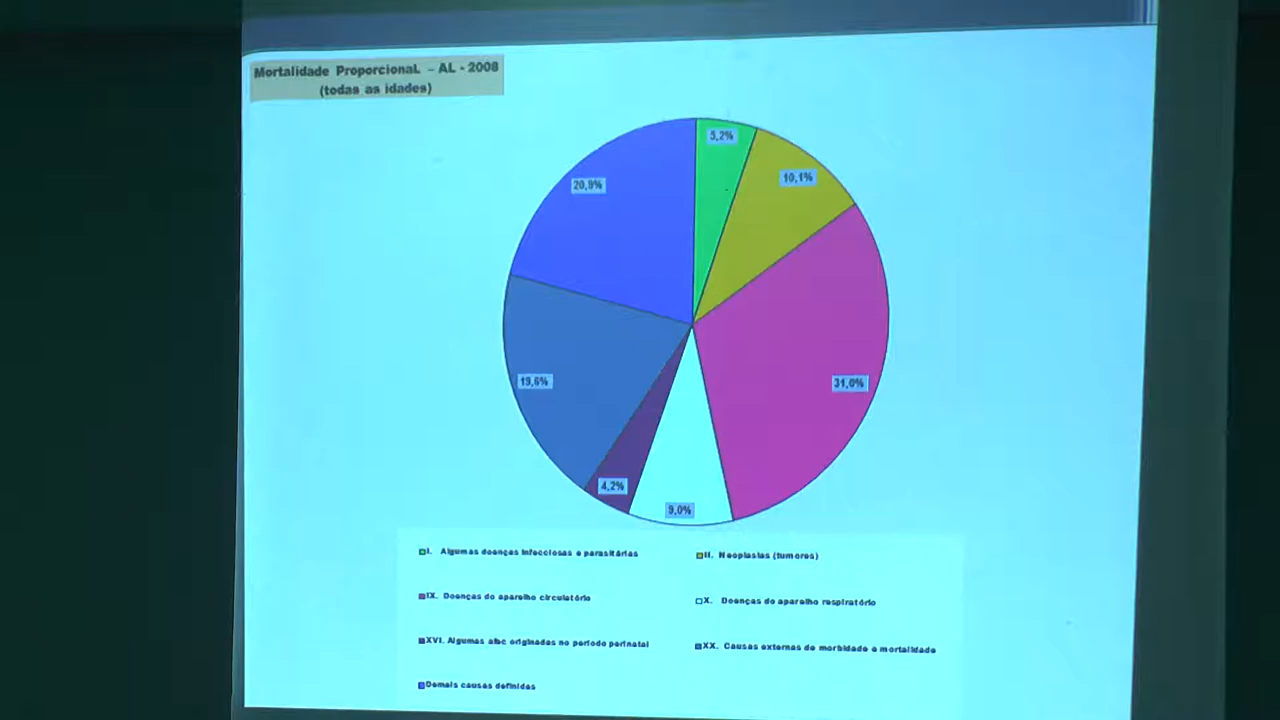 Mortalidade Proporcional – AL - 2008
(todas as idades)
5,2%
10,1%
20,9%
31,0%
19,6%
4,2%
9,0%
I. Algumas doenças infecciosas e parasitárias
II. Neoplasias (tumores)
IX. Doenças do aparelho circulatório
X. Doenças do aparelho respiratório
XVI. Algumas afec originadas no período perinatal
XX. Causas externas de morbidade e mortalidade
Demais causas definidas